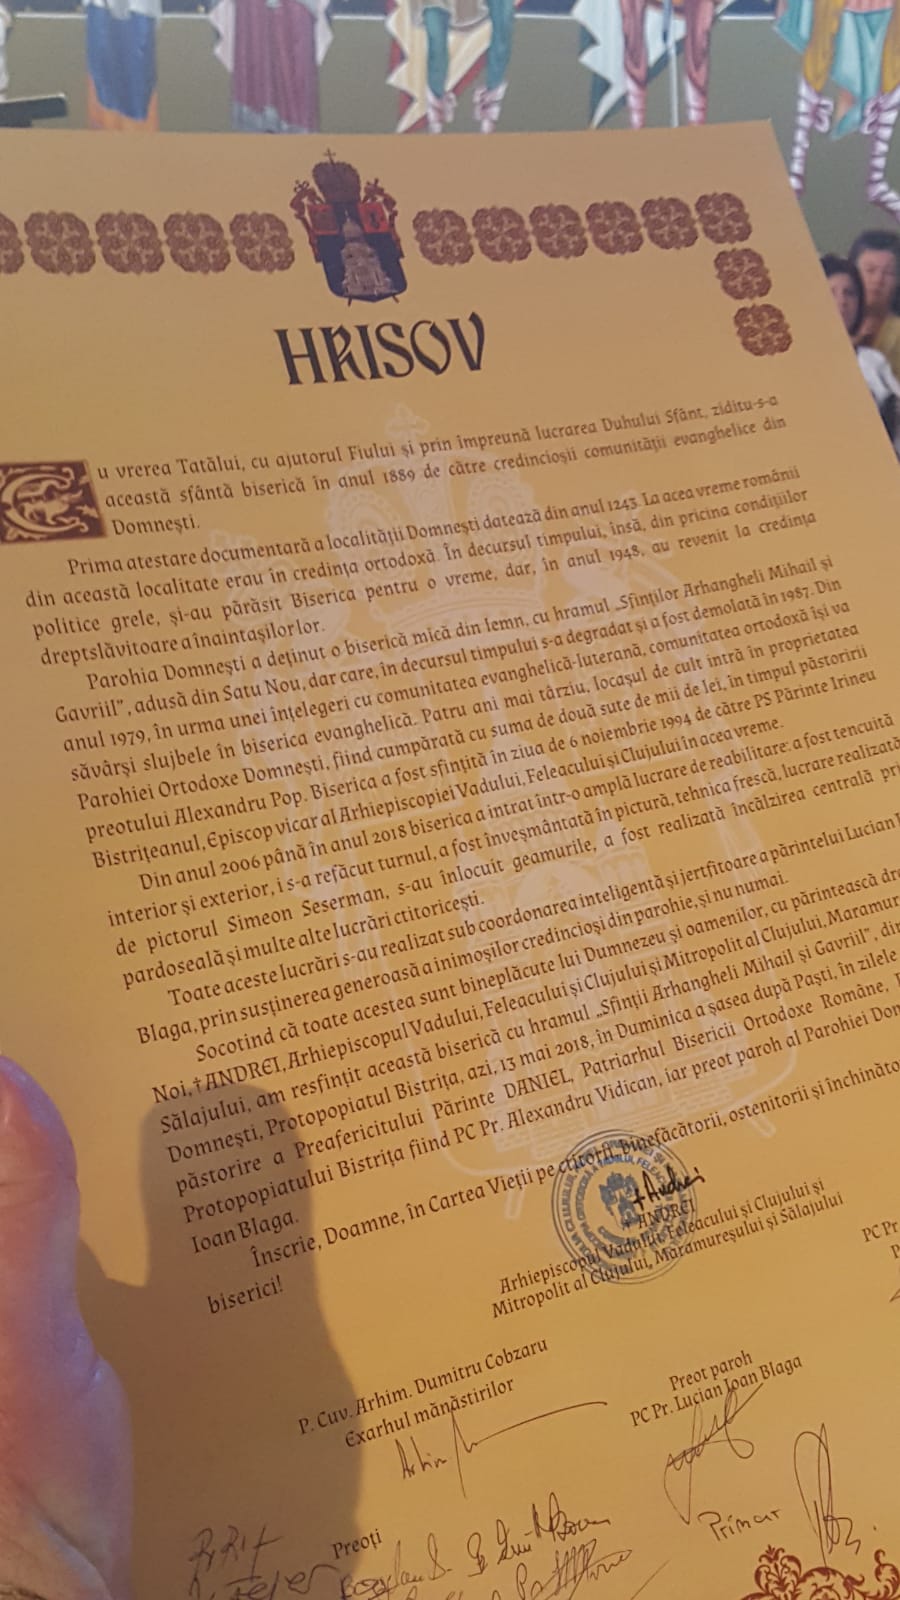 HRISOV
Cu vrerea Tatălui, cu ajutorul Fiului și prin împreună lucrarea Duhului Sfânt, ziditu-s-a
această sfântă biserică în anul 1889 de către credincioșii comunității evanghelice din
Domnești.
Prima atestare documentară a localității Domnești datează din anul 1243. La acea vreme românii
din această localitate erau în credința ortodoxă. În decursul timpului, însă, din pricina condițiilor
politice grele, și-au părăsit Biserica pentru o vreme, dar, în anul 1948, au revenit la credința
dreptslăvitoare a înaintașilor lor.
Parohia Domnești a deținut o biserică mică din lemn, cu hramul „Sfinților Arhangheli Mihail și
Gavriil”, adusă din Satu Nou, dar care, în decursul timpului s-a degradat și a fost demolată în 1987. Din
anul 1979, în urma unei înțelegeri cu comunitatea evanghelică-luterană, comunitatea ortodoxă își va
săvârși slujbele în biserica evanghelică. Patru ani mai târziu, locașul de cult intră în proprietatea
Parohiei Ortodoxe Domnești, fiind cumpărată cu suma de două sute de mii de lei, în timpul păstoririi
preotului Alexandru Pop. Biserica a fost sfințită în ziua de 6 noiembrie 1994 de către PS Părinte Irineu
Bistrițeanul, Episcop vicar al Arhiepiscopiei Vadului, Feleacului și Clujului în acea vreme.
Din anul 2006 până în anul 2018 biserica a intrat într-o amplă lucrare de reabilitare: a fost tencuită
interior și exterior, i s-a refăcut turnul, a fost înveșmântată în pictură, tehnica frescă, lucrare realizată
de pictorul Simeon Seserman, s-au înlocuit geamurile, a fost realizată încălzirea centrală
pardoseală și multe alte lucrări ctitoricești.
Toate aceste lucrări s-au realizat sub coordonarea inteligentă și jertfitoare a părintelui Lucian
Blaga, prin susținerea generoasă a inimoșilor credincioși din parohie, și nu numai.
Socotind că toate acestea sunt bineplăcute lui Dumnezeu și oamenilor, cu părintească
Noi, † ANDREI, Arhiepiscopul Vadului, Feleacului și Clujului și Mitropolit al Clujului,
Sălajului, am resfințit această biserică cu hramul „Sfinții Arhangheli Mihail și Gavriil”,
Domnești, Protopopiatul Bistrița, azi, 13 mai 2018, în Duminica a șasea după Paști, în zilele
păstorire a Preafericitului Părinte DANIEL, Patriarhul Bisericii Ortodoxe Române,
Protopopiatului Bistrița fiind PC Pr. Alexandru Vidican, iar preot paroh al Parohiei
Ioan Blaga.
Înscrie, Doamne, în Cartea Vieții pe ctitorii, binefăcătorii, ostenitorii și
biserici!
+ Andrei
† ANDREI
Arhiepiscopul Vadului, Feleacului și Clujului și
Mitropolit al Clujului, Maramureșului și Sălajului
PC Pr
P. Cuv. Arhim. Dumitru Cobzaru
Exarhul mănăstirilor
Preot paroh
PC Pr. Lucian Ioan Blaga
Preoți
Primar